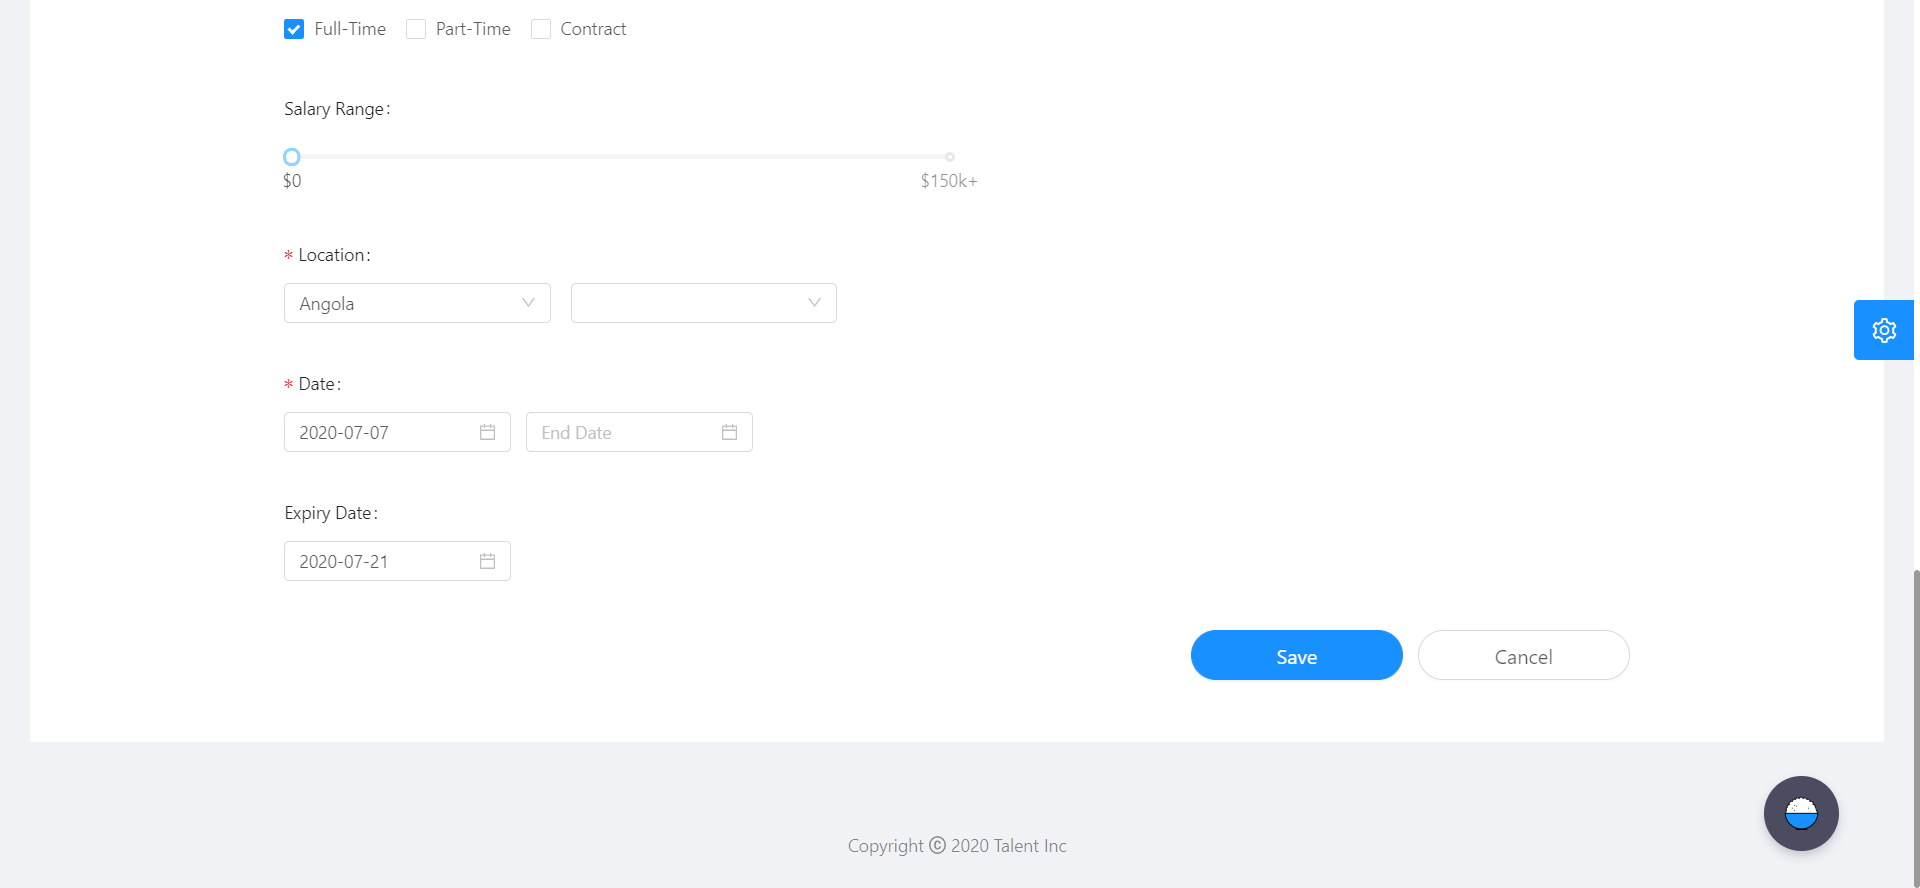 Full-Time Part-Time Contract
Salary Range:
$0 $150k+
* Location:
Angola
* Date:
2020-07-07 End Date
Expiry Date:
2020-07-21
Save Cancel
Copyright © 2020 Talent Inc